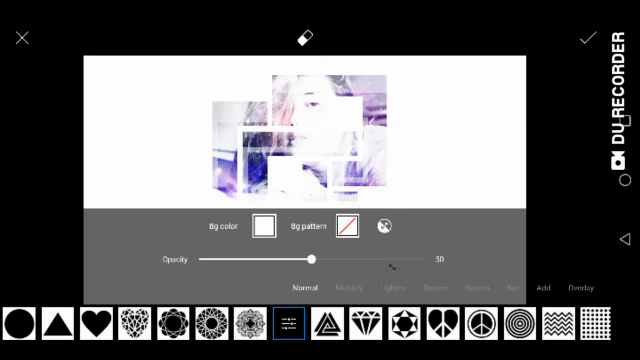 DU RECORDER
Bg color Bg pattern
Opacity 50
Normal Multiply Lighten Darken Screen Xor Add Overlay